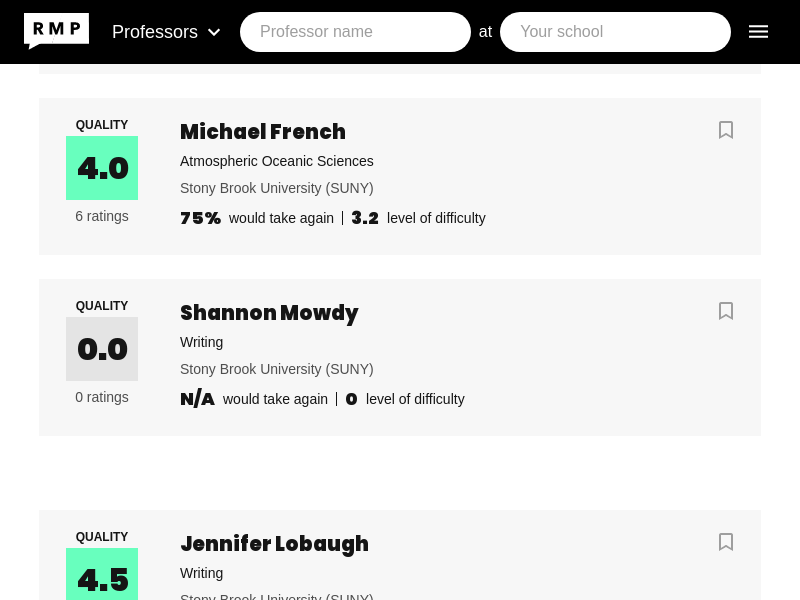 RMP
Professors
Professor name
at
Your school
QUALITY
4.0
6 ratings
Michael French
Atmospheric Oceanic Sciences
Stony Brook University (SUNY)
75% would take again | 3.2 level of difficulty
QUALITY
0.0
0 ratings
Shannon Mowdy
Writing
Stony Brook University (SUNY)
N/A would take again | 0 level of difficulty
QUALITY
4.5
Jennifer Lobaugh
Writing
Stony Brook University (SUNY)